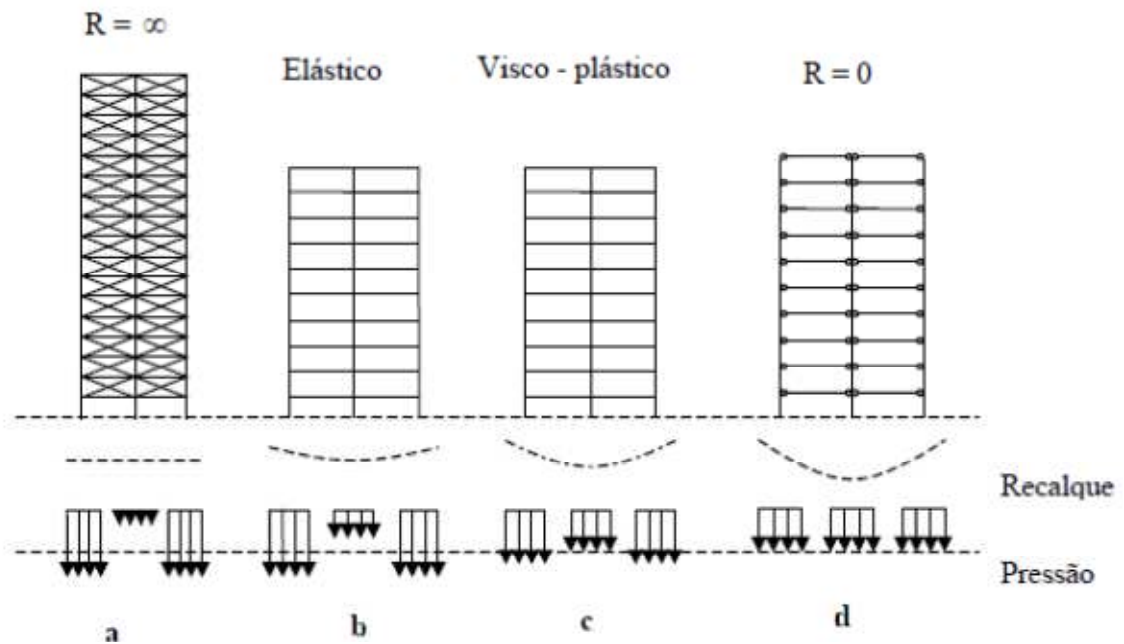 R = ∞
Elástico
Visco - plástico
R = 0
Recalque
Pressão
a
b
c
d